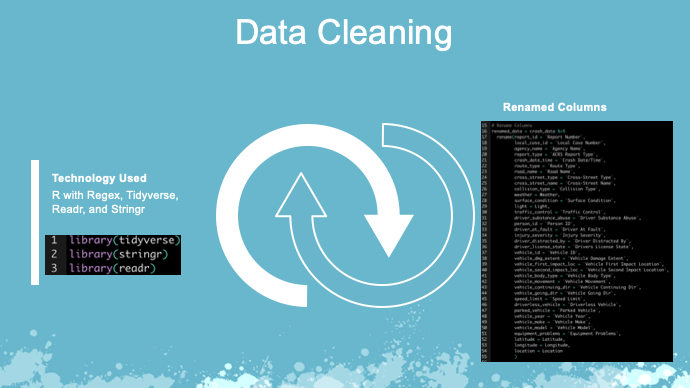 Data Cleaning
Technology Used
R with Regex, Tidyverse,
Readr, and Stringr
1 library(tidyverse)
2 library(stringr)
3 library(readr)
Renamed Columns
15 # Rename Columns
16 renamed_data = crash_data %>%
17 rename(report_id = `Report Number`,
18 local_case_id = `Local Case Number`,
19 agency_name = `Agency Name`,
20 report_type = `ACRS Report Type`,
21 crash_date_time = `Crash Date/Time`,
22 route_type = `Route Type`,
23 road_name = `Road Name`,
24 cross_street_type = `Cross-Street Type`,
25 cross_street_name = `Cross-Street Name`,
26 collision_type = `Collision Type`,
27 weather = Weather,
28 surface_condition = `Surface Condition`,
29 light = Light,
30 traffic_control = `Traffic Control`,
31 driver_substance_abuse = `Driver Substance Abuse`,
32 person_id = `Person ID`,
33 driver_at_fault = `Driver At Fault`,
34 injury_severity = `Injury Severity`,
35 driver_distracted_by = `Driver Distracted By`,
36 driver_license_state = `Drivers License State`,
37 vehicle_id = `Vehicle ID`,
38 vehicle_dmg_extent = `Vehicle Damage Extent`,
39 vehicle_first_impact_loc = `Vehicle First Impact Location`,
40 vehicle_second_impact_loc = `Vehicle Second Impact Location`,
41 vehicle_body_type = `Vehicle Body Type`,
42 vehicle_movement = `Vehicle Movement`,
43 vehicle_continuing_dir = `Vehicle Continuing Dir`,
44 vehicle_going_dir = `Vehicle Going Dir`,
45 speed_limit = `Speed Limit`,
46 driverless_vehicle = `Driverless Vehicle`,
47 parked_vehicle = `Parked Vehicle`,
48 vehicle_year = `Vehicle Year`,
49 vehicle_make = `Vehicle Make`,
50 vehicle_model = `Vehicle Model`,
51 equipment_problems = `Equipment Problems`,
52 latitude = Latitude,
53 longitude = Longitude,
54 location = Location
55 )